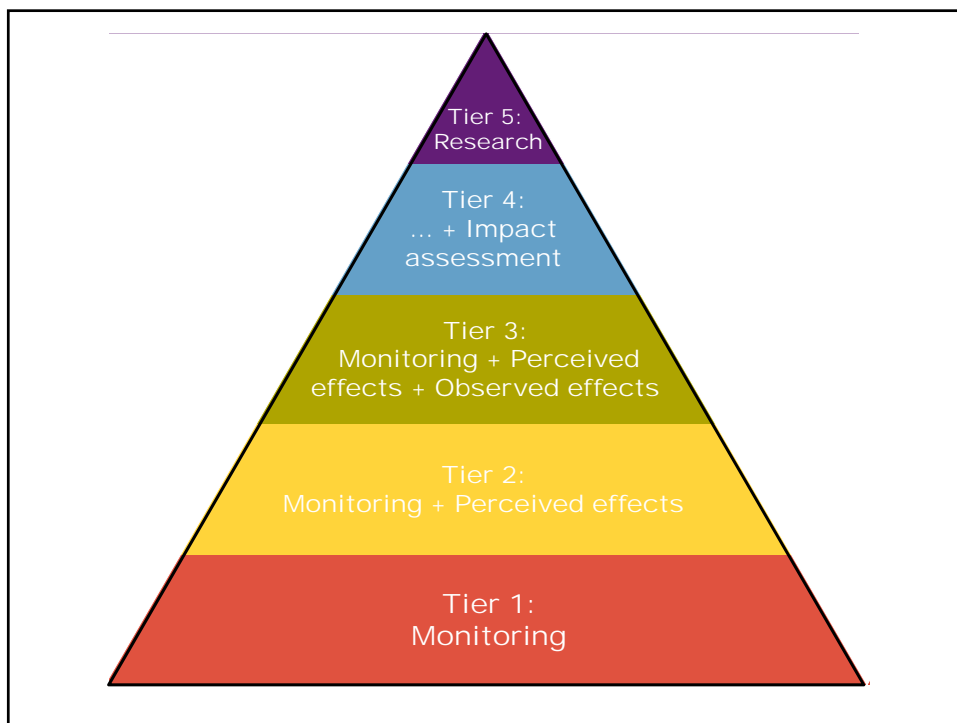 Tier 5:
Research
Tier 4:
... + Impact
assessment
Tier 3:
Monitoring + Perceived
effects + Observed effects
Tier 2:
Monitoring + Perceived effects
Tier 1:
Monitoring